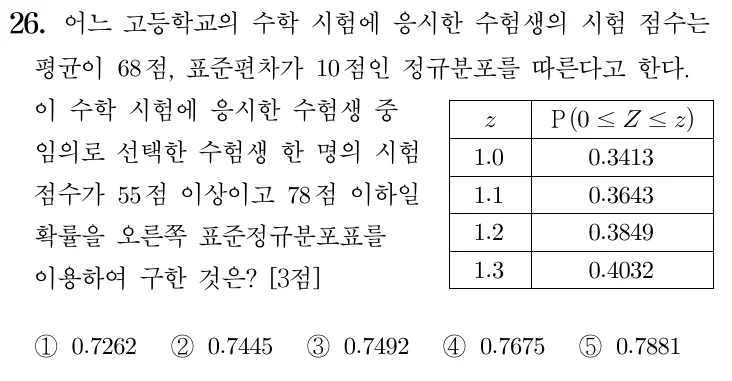 26. 어느 고등학교의 수학 시험에 응시한 수험생의 시험 점수는
평균이 68점, 표준편차가 10점인 정규분포를 따른다고 한다.
이 수학 시험에 응시한 수험생 중
임의로 선택한 수험생 한 명의 시험
점수가 55점 이상이고 78점 이하일
확률을 오른쪽 표준정규분포표를
이용하여 구한 것은? [3점]
z P(0 ≤ Z ≤ z)
1.0 0.3413
1.1 0.3643
1.2 0.3849
1.3 0.4032
① 0.7262 ② 0.7445 ③ 0.7492 ④ 0.7675 ⑤ 0.7881